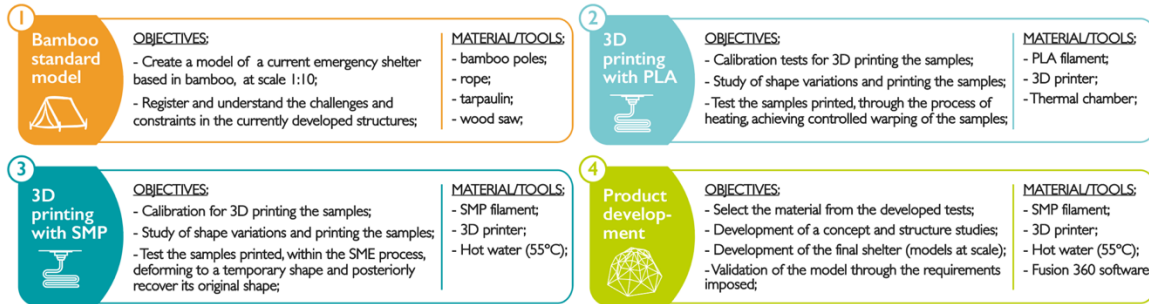 1
Bamboo
standard
model
OBJECTIVES:
- Create a model of a current emergency shelter
based in bamboo, at scale 1:10;
- Register and understand the challenges and
constraints in the currently developed structures;
MATERIAL/TOOLS:
- bamboo poles;
- rope;
- tarpaulin;
- wood saw;
2
3D
printing
with PLA
OBJECTIVES:
- Calibration tests for 3D printing the samples;
- Study of shape variations and printing the samples;
- Test the samples printed, through the process of
heating, achieving controlled warping of the samples;
MATERIAL/TOOLS:
- PLA filament;
- 3D printer;
- Thermal chamber;
3
3D
printing
with SMP
OBJECTIVES:
- Calibration for 3D printing the samples;
- Study of shape variations and printing the samples;
- Test the samples printed, within the SME process,
deforming to a temporary shape and posteriorly
recover its original shape;
MATERIAL/TOOLS:
- SMP filament;
- 3D printer;
- Hot water (55ºC);
4
Product
develop-
ment
OBJECTIVES:
- Select the material from the developed tests;
- Development of a concept and structure studies;
- Development of the final shelter (models at scale);
-Validation of the model through the requirements
imposed;
MATERIAL/TOOLS:
- SMP filament;
- 3D printer;
- Hot water (55ºC);
- Fusion 360 software